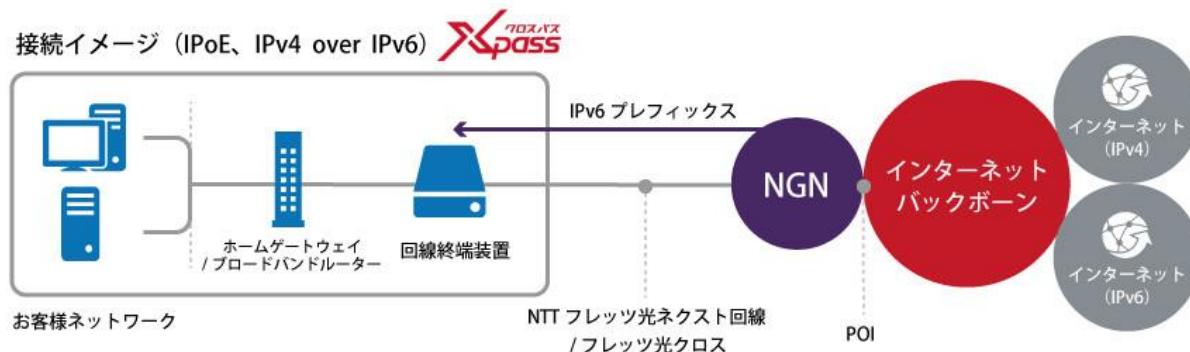 接続イメージ（IPoE、IPv4 over IPv6）
クロスパス
Xpass
IPv6 プレフィックス
NGN
インターネット
バックボーン
インターネット
（IPv4）
インターネット
（IPv6）
ホームゲートウェイ
/ ブロードバンドルーター
回線終端装置
お客様ネットワーク
NTT フレッツ光ネクスト回線
/ フレッツ光クロス
POI